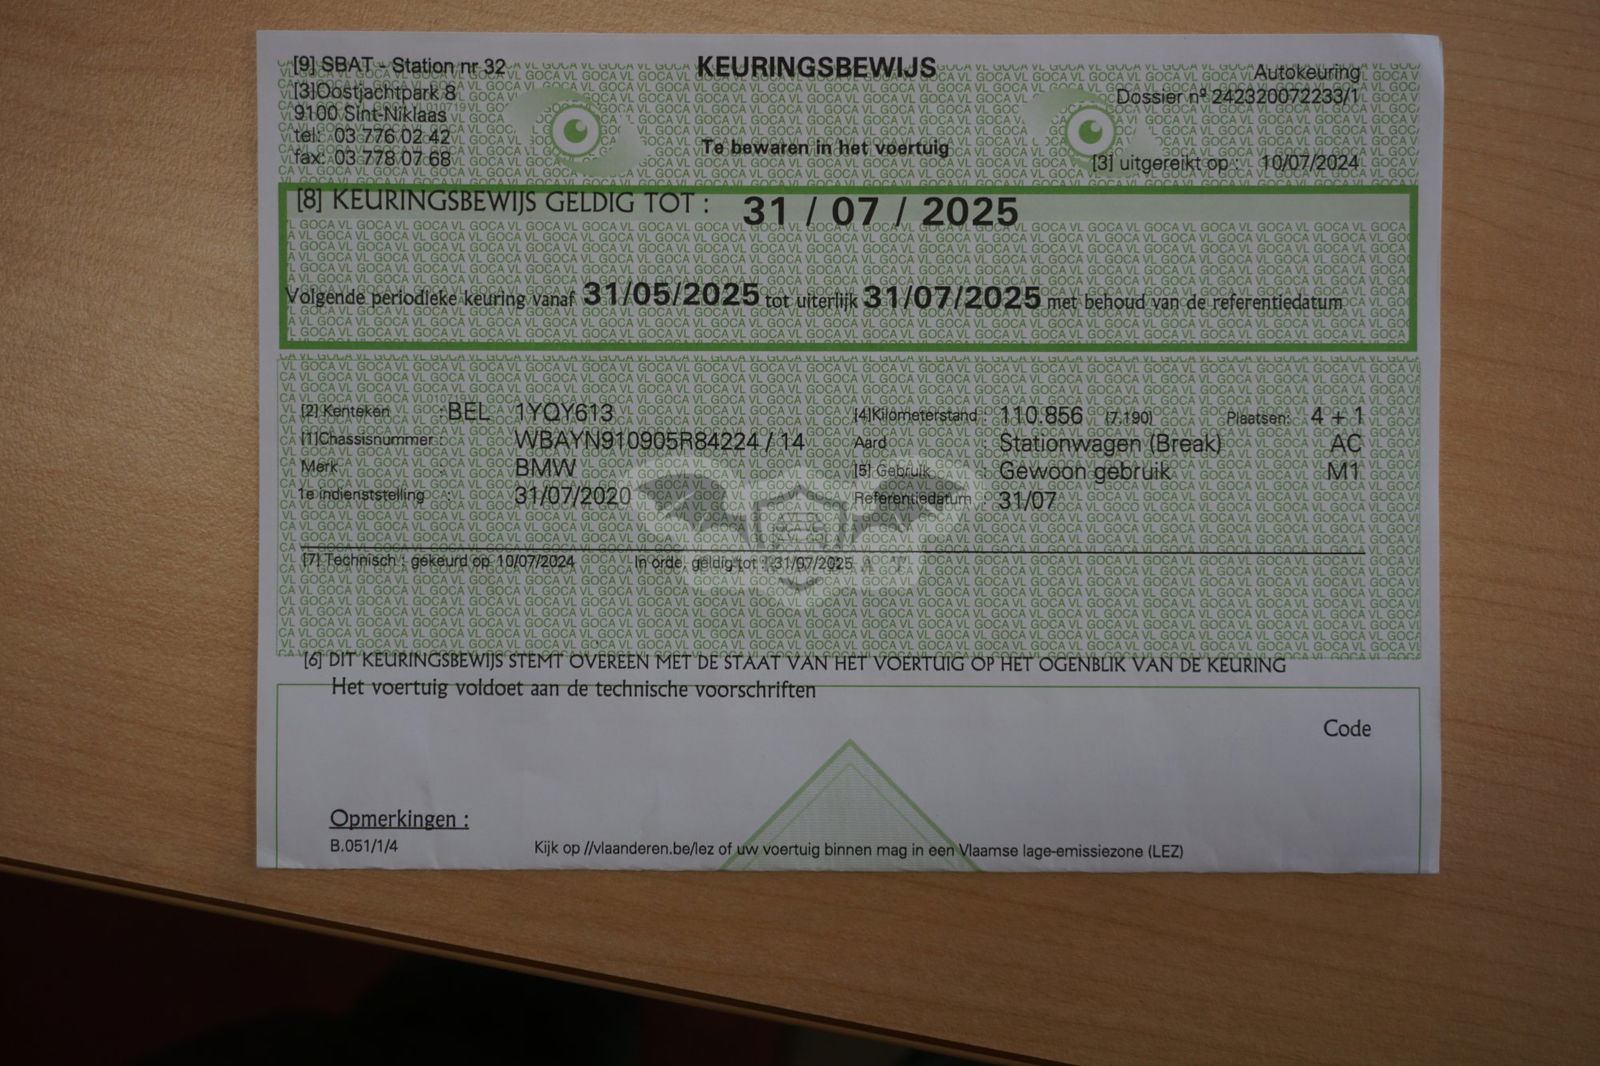 [9] SBAT - Station nr 32
KEURINGSBEWIJS
Autokeuring
[3]Oostjachtpark 8
Dossier nº 242320072233/1
9100 Sint-Niklaas
tel: 03 776 02 42
Te bewaren in het voertuig
fax: 03 778 07 68
[3] uitgereikt op : 10/07/2024
[8] KEURINGSBEWIJS GELDIG TOT : 31 / 07 / 2025
Volgende periodieke keuring vanaf 31/05/2025 tot uiterlijk 31/07/2025 met behoud van de referentiedatum
[2] Kenteken : BEL 1YQY613
[4]Kilometerstand : 110.856 (7.190) Plaatsen: 4 + 1
[1]Chassisnummer : WBAYN910905R84224 / 14
Aard : Stationwagen (Break) AC
Merk : BMW
[5] Gebruik : Gewoon gebruik M1
1e indienststelling : 31/07/2020
Referentiedatum : 31/07
[7] Technisch : gekeurd op 10/07/2024 In orde, geldig tot : 31/07/2025
[6] DIT KEURINGSBEWIJS STEMT OVEREEN MET DE STAAT VAN HET VOERTUIG OP HET OGENBLIK VAN DE KEURING
Het voertuig voldoet aan de technische voorschriften
Code
Opmerkingen :
B.051/1/4
Kijk op //vlaanderen.be/lez of uw voertuig binnen mag in een Vlaamse lage-emissiezone (LEZ)